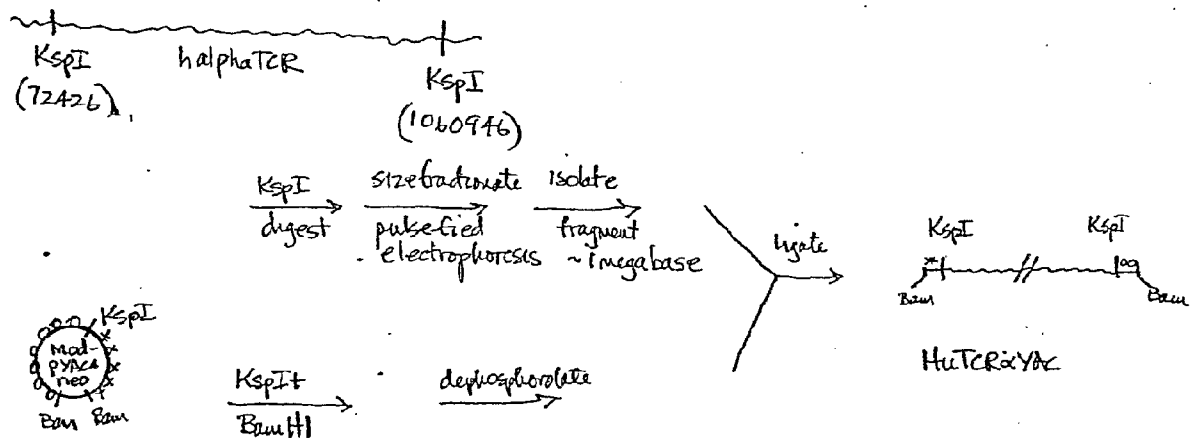 KspI
halphaTCR
KspI
(72426)
(1060946)
KspI
digest
sizefractionate
pulsefied
electrophoresis
isolate
fragment
~1megabase
ligate
KspI KspI
Bam
Bam
HuTCRαYAC
KspI
Mod-
pYAC4
neo
Bam Bam
KspI+
BamHI
dephosphorolate